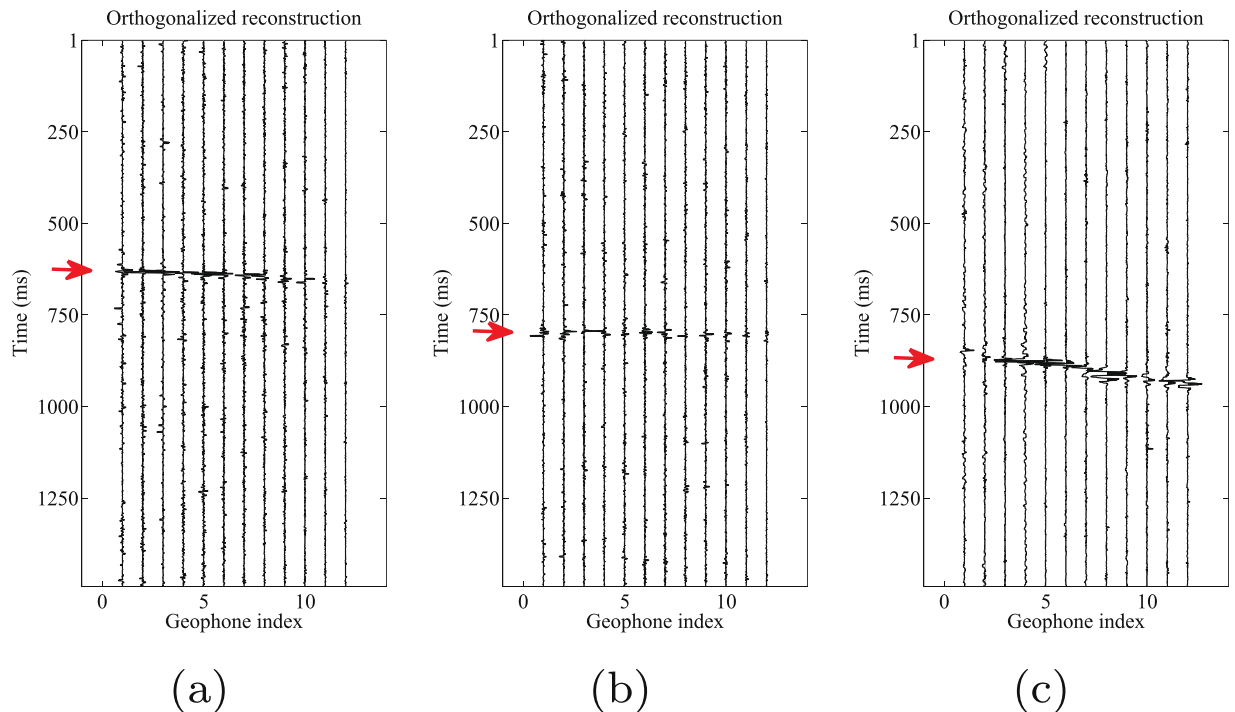 Orthogonalized reconstruction
1
250
500
750
1000
1250
Time (ms)
0 5 10
Geophone index
(a)
Orthogonalized reconstruction
1
250
500
750
1000
1250
Time (ms)
0 5 10
Geophone index
(b)
Orthogonalized reconstruction
1
250
500
750
1000
1250
Time (ms)
0 5 10
Geophone index
(c)